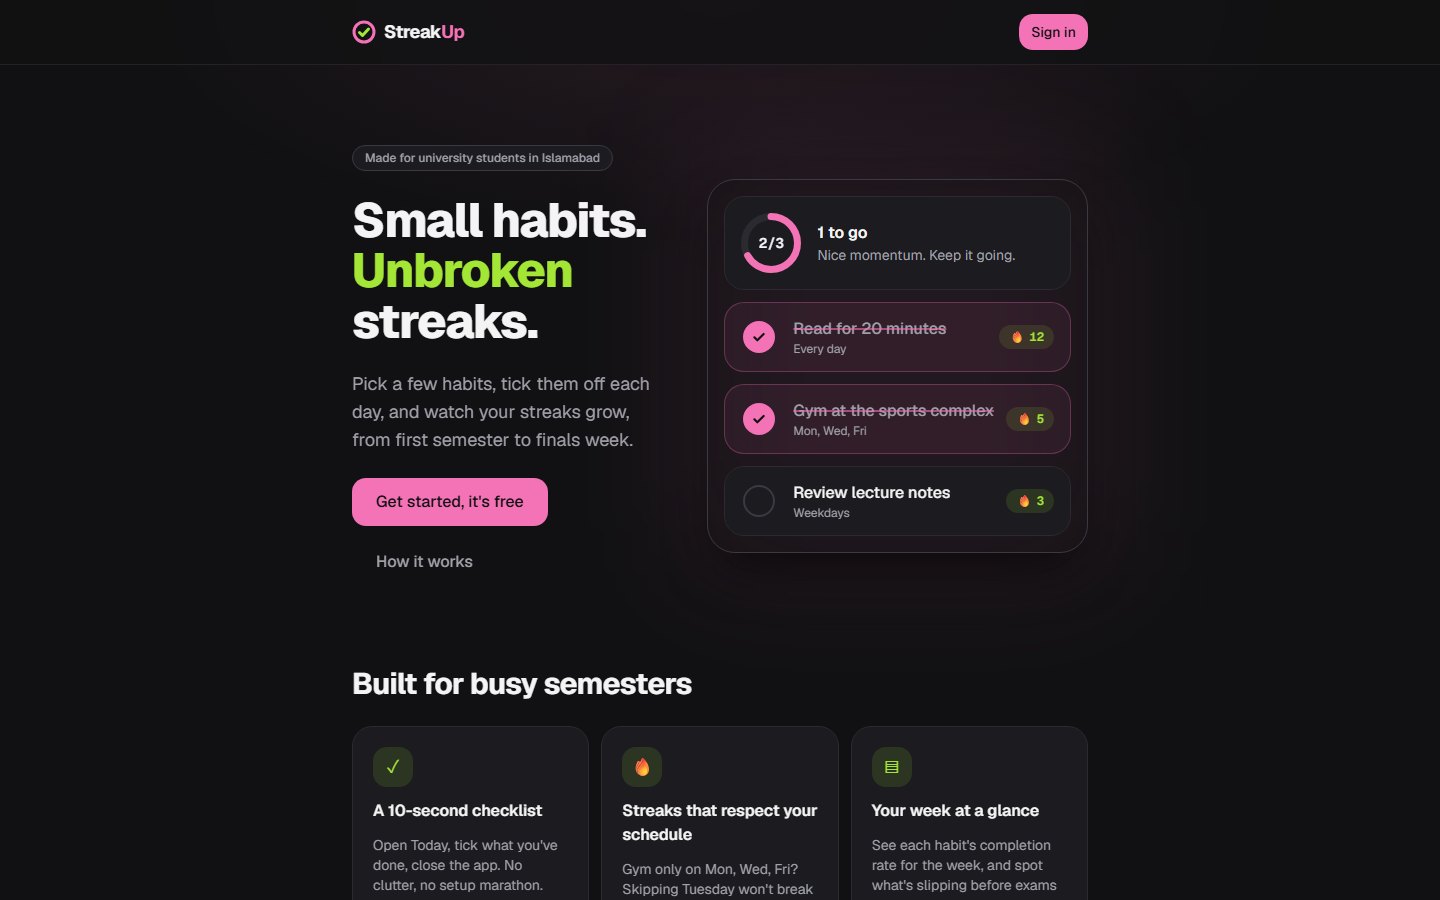 StreakUp
Sign in
Made for university students in Islamabad
Small habits.
Unbroken
streaks.
Pick a few habits, tick them off each
day, and watch your streaks grow,
from first semester to finals week.
Get started, it's free
How it works
2/3
1 to go
Nice momentum. Keep it going.
Read for 20 minutes
Every day
12
Gym at the sports complex
Mon, Wed, Fri
5
Review lecture notes
Weekdays
3
Built for busy semesters
A 10-second checklist
Open Today, tick what you've
done, close the app. No
clutter, no setup marathon.
Streaks that respect your
schedule
Gym only on Mon, Wed, Fri?
Skipping Tuesday won't break
Your week at a glance
See each habit's completion
rate for the week, and spot
what's slipping before exams